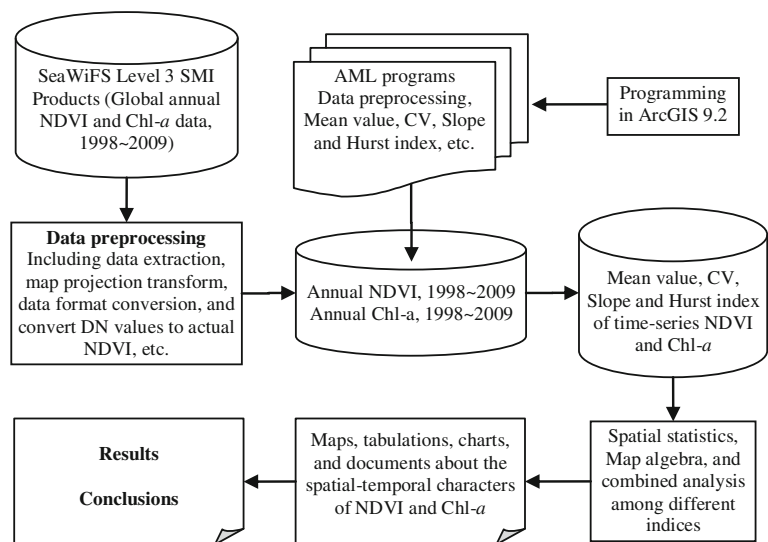 SeaWiFS Level 3 SMI
Products (Global annual
NDVI and Chl-a data,
1998~2009)
AML programs
Data preprocessing,
Mean value, CV, Slope
and Hurst index, etc.
Programming
in ArcGIS 9.2
Data preprocessing
Including data extraction,
map projection transform,
data format conversion, and
convert DN values to actual
NDVI, etc.
Annual NDVI, 1998~2009
Annual Chl-a, 1998~2009
Mean value, CV,
Slope and Hurst index
of time-series NDVI
and Chl-a
Results
Conclusions
Maps, tabulations, charts,
and documents about the
spatial-temporal characters
of NDVI and Chl-a
Spatial statistics,
Map algebra, and
combined analysis
among different
indices